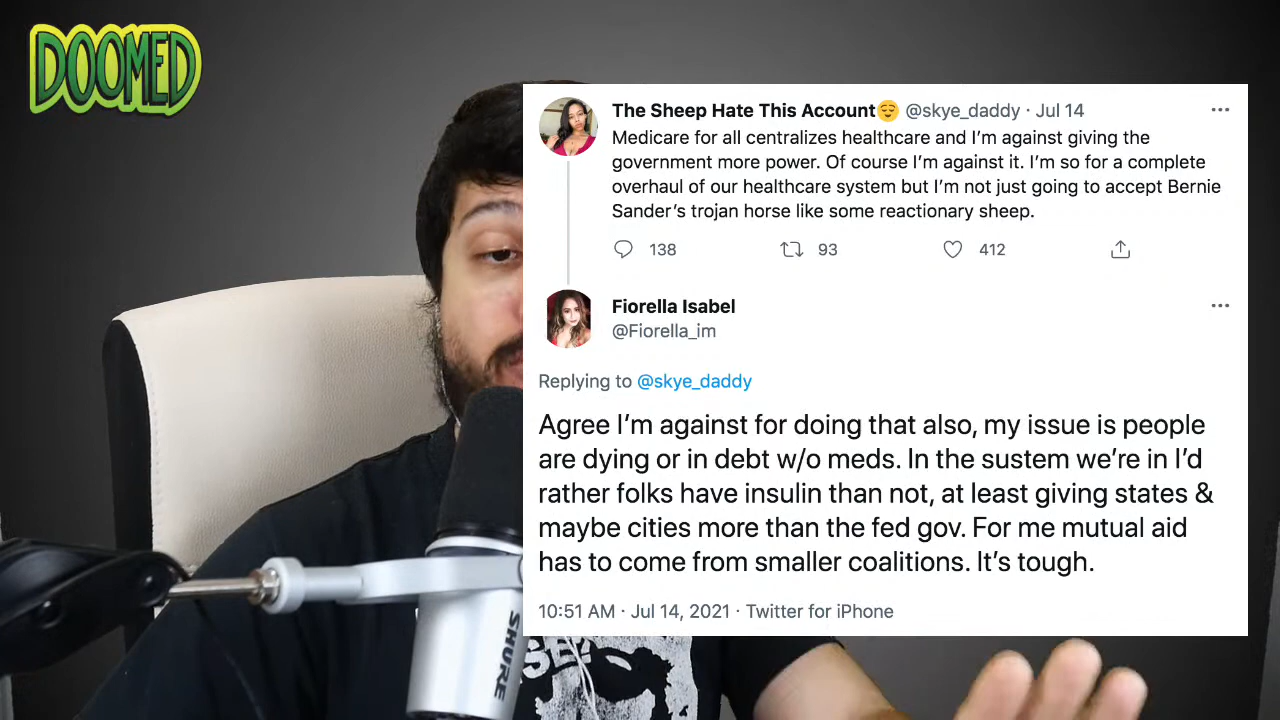 DOOMED
The Sheep Hate This Account😌 @skye_daddy · Jul 14
Medicare for all centralizes healthcare and I'm against giving the
government more power. Of course I'm against it. I'm so for a complete
overhaul of our healthcare system but I'm not just going to accept Bernie
Sander's trojan horse like some reactionary sheep.
138 93 412
Fiorella Isabel
@Fiorella_im
Replying to @skye_daddy
Agree I'm against for doing that also, my issue is people
are dying or in debt w/o meds. In the sustem we're in I'd
rather folks have insulin than not, at least giving states &
maybe cities more than the fed gov. For me mutual aid
has to come from smaller coalitions. It's tough.
10:51 AM · Jul 14, 2021 · Twitter for iPhone
SHURE